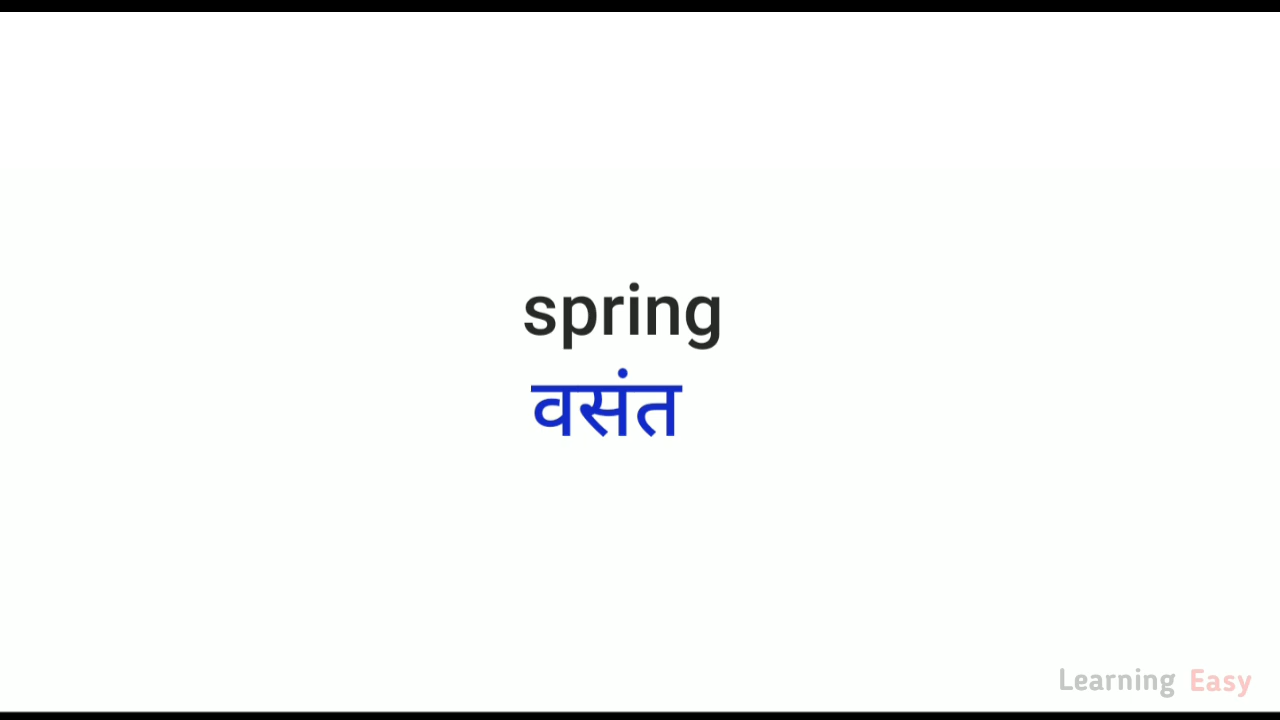 spring
वसंत
Learning Easy